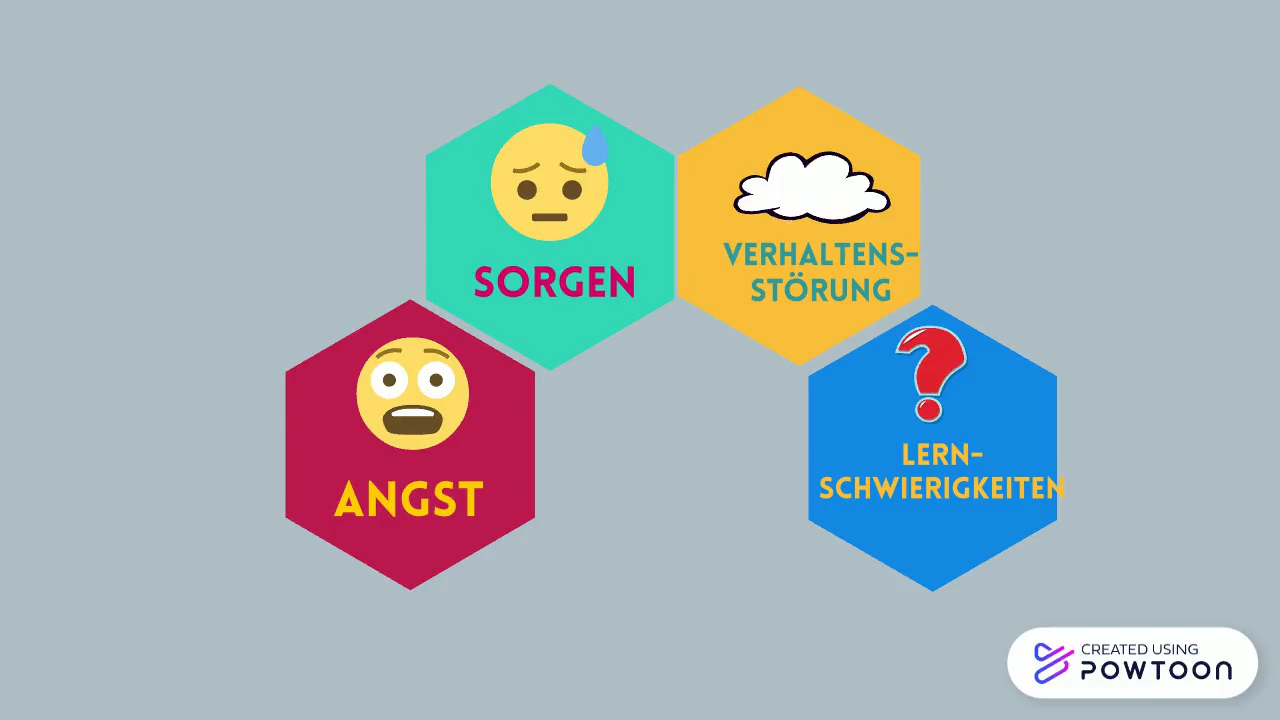 SORGEN
VERHALTENS-
STÖRUNG
ANGST
LERN-
SCHWIERIGKEITEN
CREATED USING
POWTOON